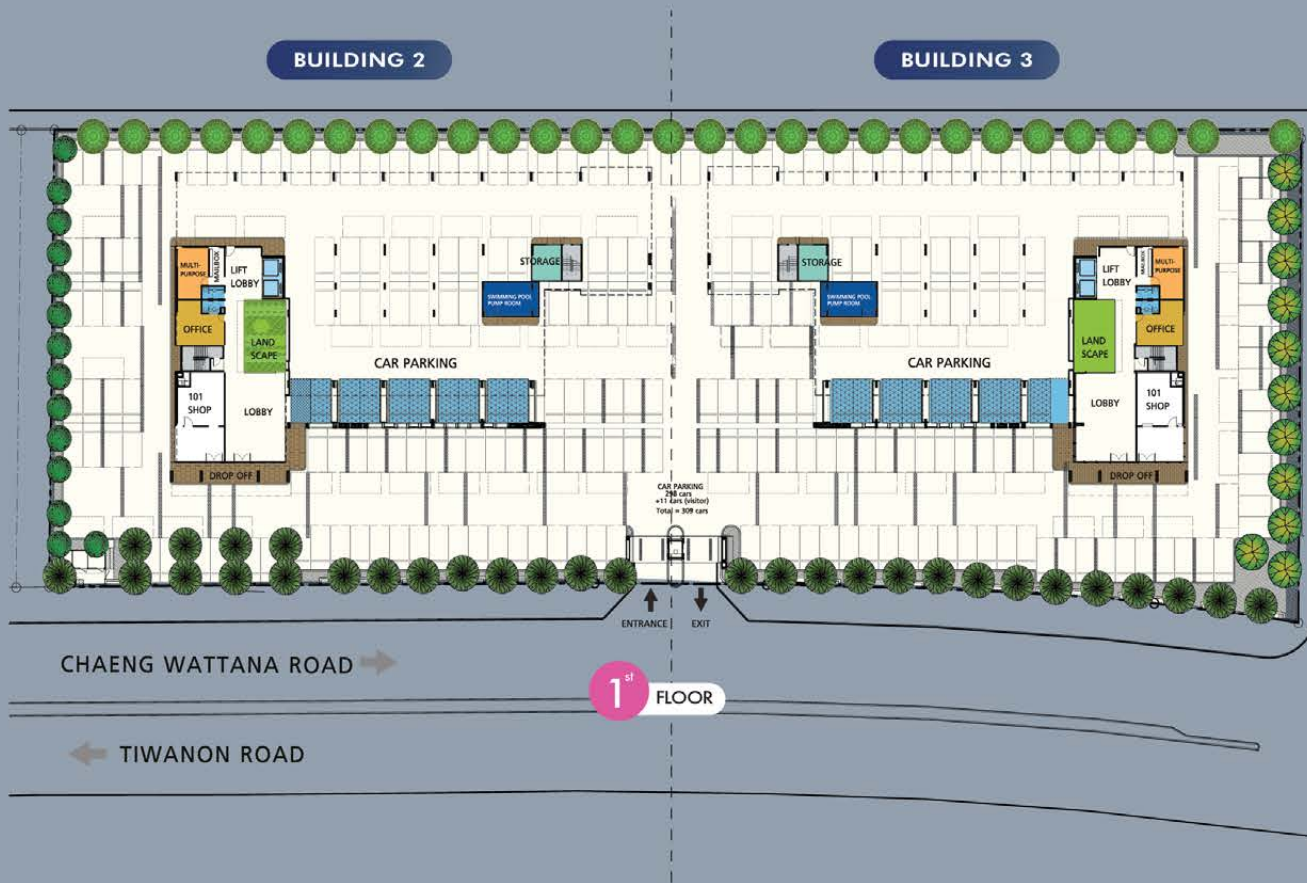 BUILDING 2
BUILDING 3
MULTI-
PURPOSE
MAILBOX
LIFT
LOBBY
OFFICE
LAND
SCAPE
101
SHOP
LOBBY
DROP OFF
STORAGE
SWIMMING POOL
PUMP ROOM
CAR PARKING
STORAGE
SWIMMING POOL
PUMP ROOM
CAR PARKING
LIFT
LOBBY
MAILBOX
MULTI-
PURPOSE
LAND
SCAPE
OFFICE
LOBBY
101
SHOP
DROP OFF
CAR PARKING
298 cars
+11 cars (visitor)
Total = 309 cars
ENTRANCE
EXIT
CHAENG WATTANA ROAD
1st FLOOR
TIWANON ROAD